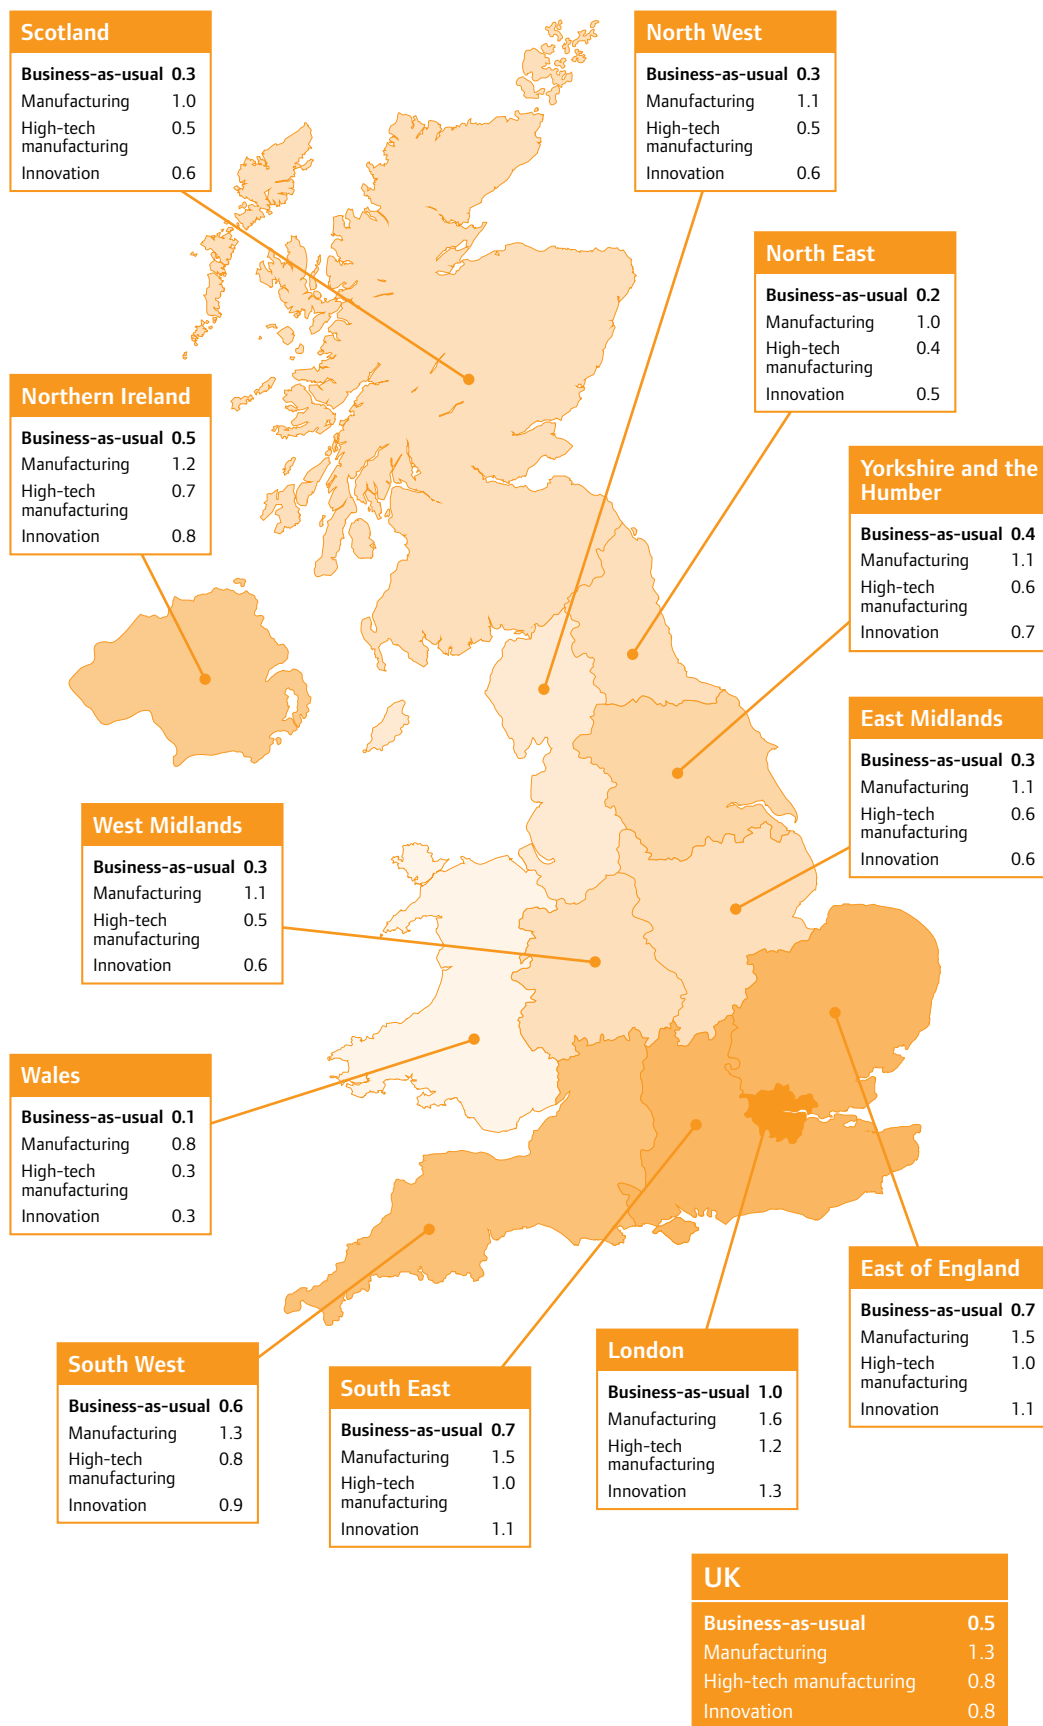 Scotland
Business-as-usual 0.3
Manufacturing 1.0
High-tech 0.5
manufacturing
Innovation 0.6
North West
Business-as-usual 0.3
Manufacturing 1.1
High-tech 0.5
manufacturing
Innovation 0.6
North East
Business-as-usual 0.2
Manufacturing 1.0
High-tech 0.4
manufacturing
Innovation 0.5
Northern Ireland
Business-as-usual 0.5
Manufacturing 1.2
High-tech 0.7
manufacturing
Innovation 0.8
Yorkshire and the
Humber
Business-as-usual 0.4
Manufacturing 1.1
High-tech 0.6
manufacturing
Innovation 0.7
East Midlands
Business-as-usual 0.3
Manufacturing 1.1
High-tech 0.6
manufacturing
Innovation 0.6
West Midlands
Business-as-usual 0.3
Manufacturing 1.1
High-tech 0.5
manufacturing
Innovation 0.6
Wales
Business-as-usual 0.1
Manufacturing 0.8
High-tech 0.3
manufacturing
Innovation 0.3
East of England
Business-as-usual 0.7
Manufacturing 1.5
High-tech 1.0
manufacturing
Innovation 1.1
South West
Business-as-usual 0.6
Manufacturing 1.3
High-tech 0.8
manufacturing
Innovation 0.9
South East
Business-as-usual 0.7
Manufacturing 1.5
High-tech 1.0
manufacturing
Innovation 1.1
London
Business-as-usual 1.0
Manufacturing 1.6
High-tech 1.2
manufacturing
Innovation 1.3
UK
Business-as-usual 0.5
Manufacturing 1.3
High-tech manufacturing 0.8
Innovation 0.8